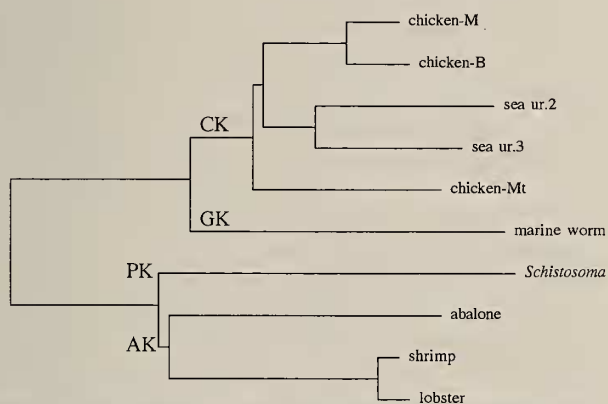 chicken-M
chicken-B
sea ur.2
CK
sea ur.3
chicken-Mt
GK
marine worm
PK
Schistosoma
abalone
AK
shrimp
lobster